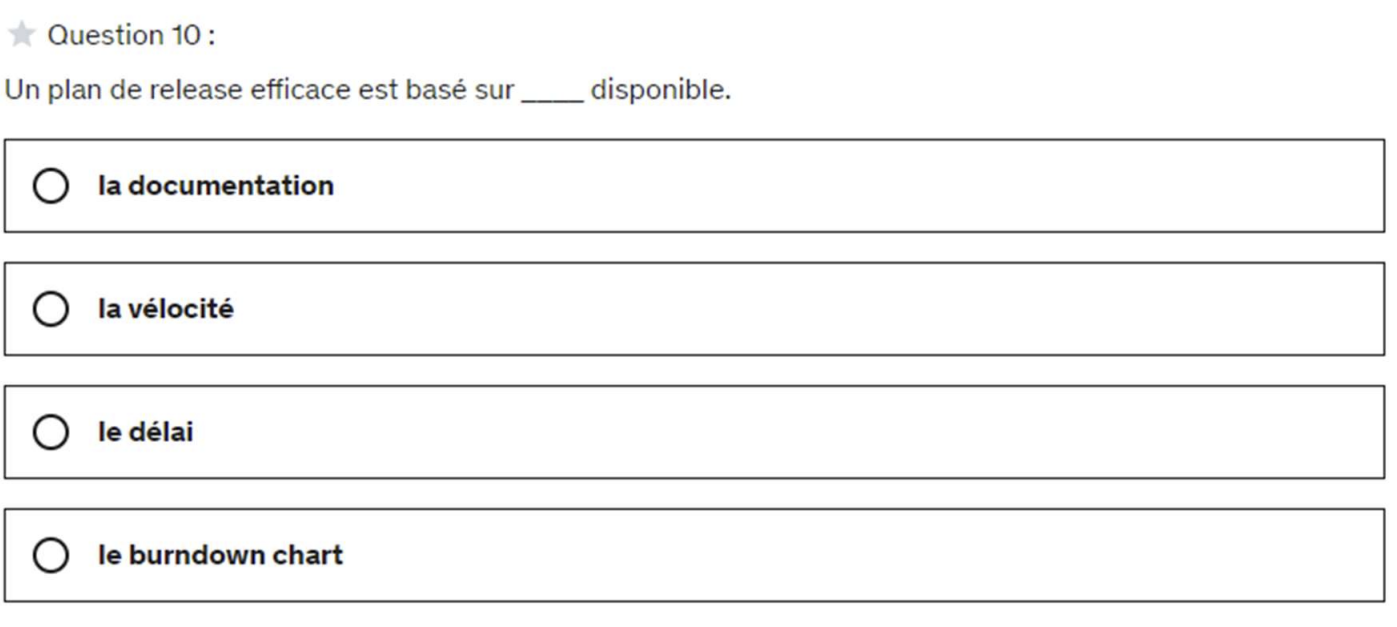 Question 10 :
Un plan de release efficace est basé sur ____ disponible.
la documentation
la vélocité
le délai
le burndown chart